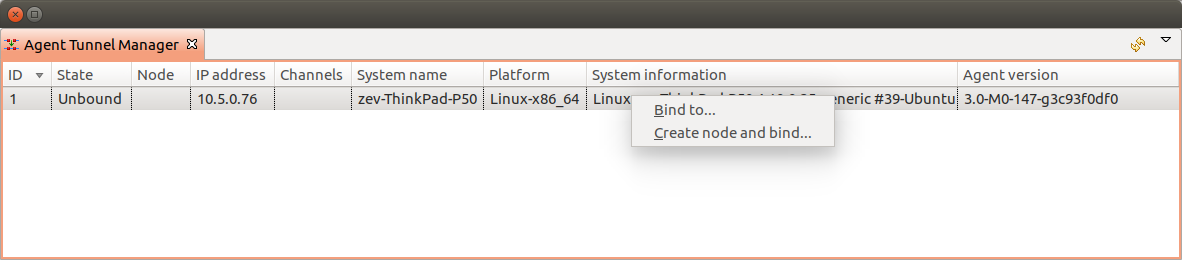 Agent Tunnel Manager
ID State Node IP address Channels System name Platform System information Agent version
1 Unbound 10.5.0.76 zev-ThinkPad-P50 Linux-x86_64 Linux #39-Ubuntu 3.0-M0-147-g3c93f0df0
Bind to...
Create node and bind...